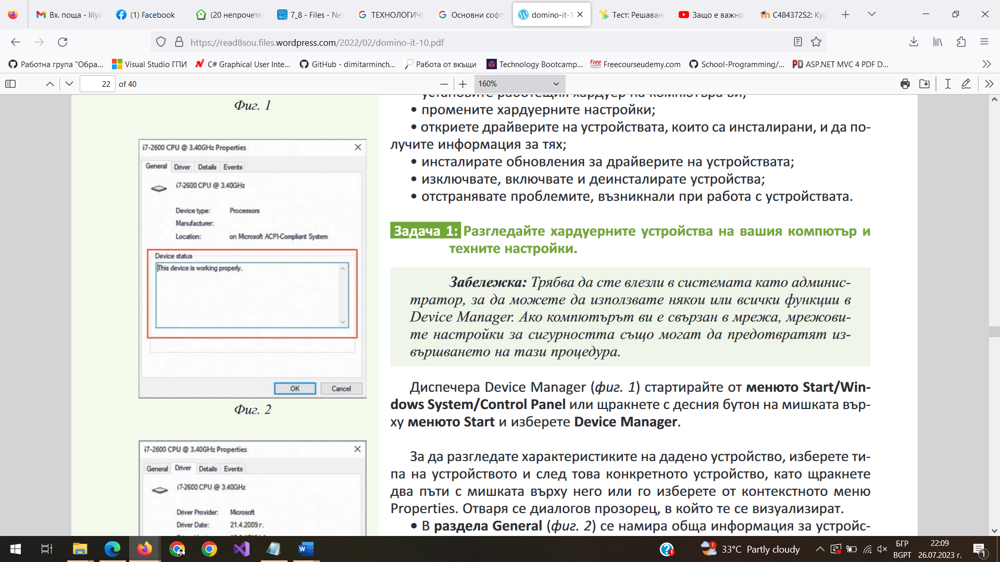 Вх. поща - lilya
(1) Facebook
(20 непрочетен
7_8 - Files - Nex
ТЕХНОЛОГИЧН
Основни софту
domino-it-10
Тест: Решаване
Защо е важно
C484372S2: Кур
https://read8sou.files.wordpress.com/2022/02/domino-it-10.pdf
Работна група "Обра...
Visual Studio ГПИ
C# Graphical User Inte...
GitHub - dimitarminch...
Работа от вкъщи
Technology Bootcamp...
Freecourseudemy.com
School-Programming/...
ASP.NET MVC 4 PDF D...
22 of 40
160%
Фиг. 1
i7-2600 CPU @ 3.40GHz Properties
General Driver Details Events
i7-2600 CPU @ 3.40GHz
Device type: Processors
Manufacturer:
Location: on Microsoft ACPI-Compliant System
Device status
This device is working properly.
OK Cancel
Фиг. 2
i7-2600 CPU @ 3.40GHz Properties
General Driver Details Events
i7-2600 CPU @ 3.40GHz
Driver Provider: Microsoft
Driver Date: 21.4.2009 г.
установите работещия хардуер на компютъра ви;
• промените хардуерните настройки;
• откриете драйверите на устройствата, които са инсталирани, и да по-
лучите информация за тях;
• инсталирате обновления за драйверите на устройствата;
• изключвате, включвате и деинсталирате устройства;
• отстранявате проблемите, възникнали при работа с устройствата.
Задача 1: Разгледайте хардуерните устройства на вашия компютър и
техните настройки.
Забележка: Трябва да сте влезли в системата като админис-
тратор, за да можете да използвате някои или всички функции в
Device Manager. Ако компютърът ви е свързан в мрежа, мрежови-
те настройки за сигурността също могат да предотвратят из-
вършването на тази процедура.
Диспечера Device Manager (фиг. 1) стартирайте от менюто Start/Win-
dows System/Control Panel или щракнете с десния бутон на мишката вър-
ху менюто Start и изберете Device Manager.
За да разгледате характеристиките на дадено устройство, изберете ти-
па на устройството и след това конкретното устройство, като щракнете
два пъти с мишката върху него или го изберете от контекстното меню
Properties. Отваря се диалогов прозорец, в който те се визуализират.
• В раздела General (фиг. 2) се намира обща информация за устройс-
33°C Partly cloudy
БГР
BGPT
22:09
26.07.2023 г.
1